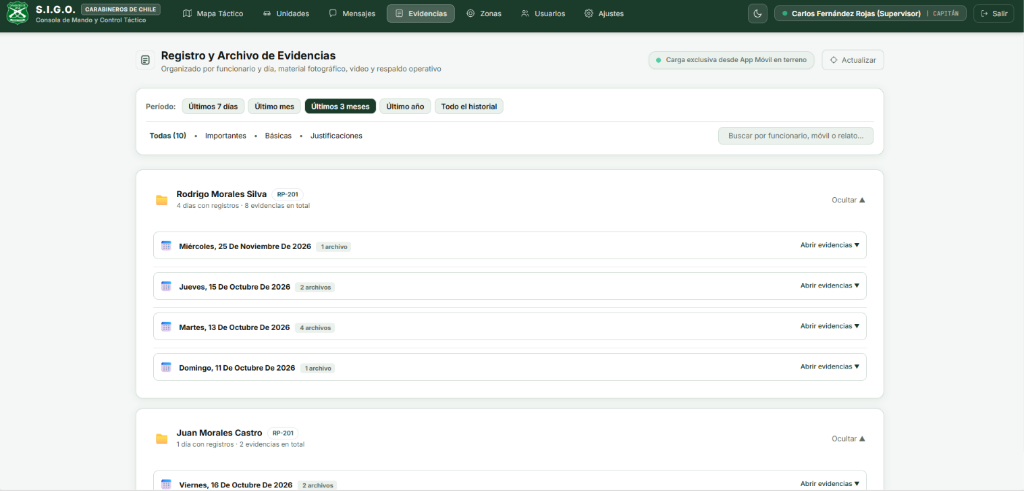 S.I.G.O. CARABINEROS DE CHILE
Consola de Mando y Control Táctico
Mapa Táctico
Unidades
Mensajes
Evidencias
Zonas
Usuarios
Ajustes
Carlos Fernández Rojas (Supervisor) | CAPITÁN
Salir
Registro y Archivo de Evidencias
Organizado por funcionario y día, material fotográfico, video y respaldo operativo
Carga exclusiva desde App Móvil en terreno
Actualizar
Período: Últimos 7 días Último mes Últimos 3 meses Último año Todo el historial
Todas (10) • Importantes • Básicas • Justificaciones
Buscar por funcionario, móvil o relato...
Rodrigo Morales Silva RP-201
4 días con registros · 8 evidencias en total
Ocultar ▲
Miércoles, 25 De Noviembre De 2026 1 archivo Abrir evidencias ▼
Jueves, 15 De Octubre De 2026 2 archivos Abrir evidencias ▼
Martes, 13 De Octubre De 2026 4 archivos Abrir evidencias ▼
Domingo, 11 De Octubre De 2026 1 archivo Abrir evidencias ▼
Juan Morales Castro RP-201
1 día con registros · 2 evidencias en total
Ocultar ▲
Viernes, 16 De Octubre De 2026 2 archivos Abrir evidencias ▼